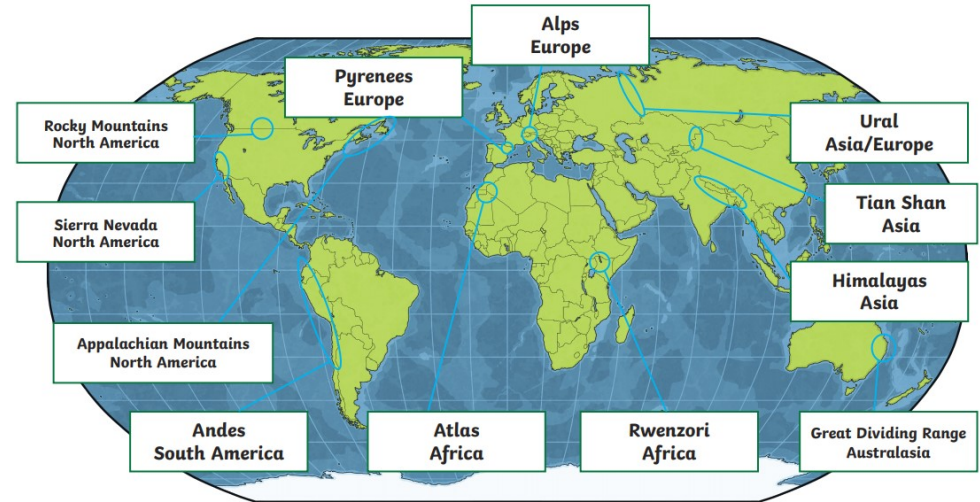 Alps
Europe
Pyrenees
Europe
Rocky Mountains
North America
Ural
Asia/Europe
Sierra Nevada
North America
Tian Shan
Asia
Himalayas
Asia
Appalachian Mountains
North America
Andes
South America
Atlas
Africa
Rwenzori
Africa
Great Dividing Range
Australasia